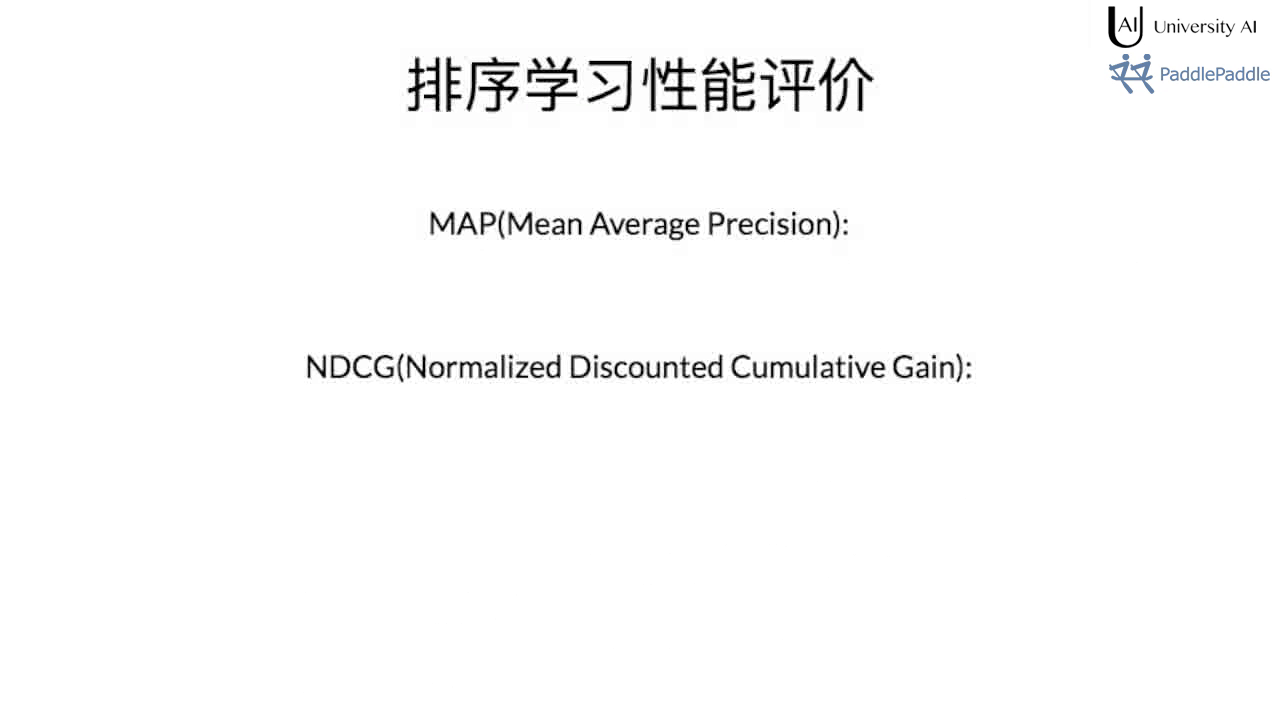 AI University AI
PaddlePaddle
排序学习性能评价
MAP(Mean Average Precision):
NDCG(Normalized Discounted Cumulative Gain):